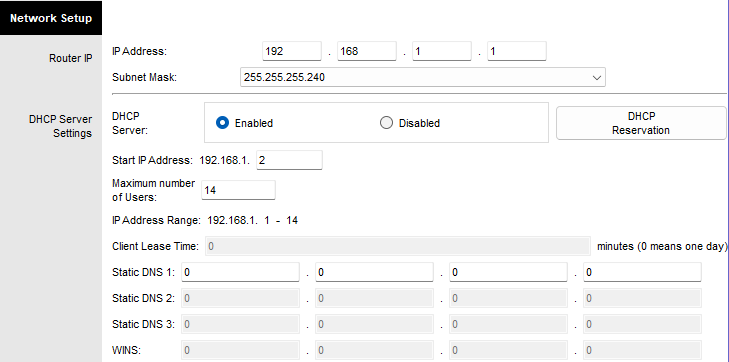 Network Setup
Router IP
IP Address: 192 . 168 . 1 . 1
Subnet Mask: 255.255.255.240
DHCP Server
Settings
DHCP
Server:
Enabled
Disabled
DHCP
Reservation
Start IP Address: 192.168.1. 2
Maximum number
of Users:
14
IP Address Range: 192.168.1. 1 - 14
Client Lease Time: 0 minutes (0 means one day)
Static DNS 1: 0 . 0 . 0 . 0
Static DNS 2: 0 . 0 . 0 . 0
Static DNS 3: 0 . 0 . 0 . 0
WINS: 0 . 0 . 0 . 0